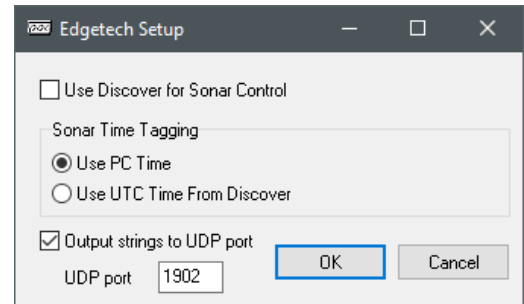 Edgetech Setup
Use Discover for Sonar Control
Sonar Time Tagging
Use PC Time
Use UTC Time From Discover
Output strings to UDP port
UDP port 1902
OK Cancel